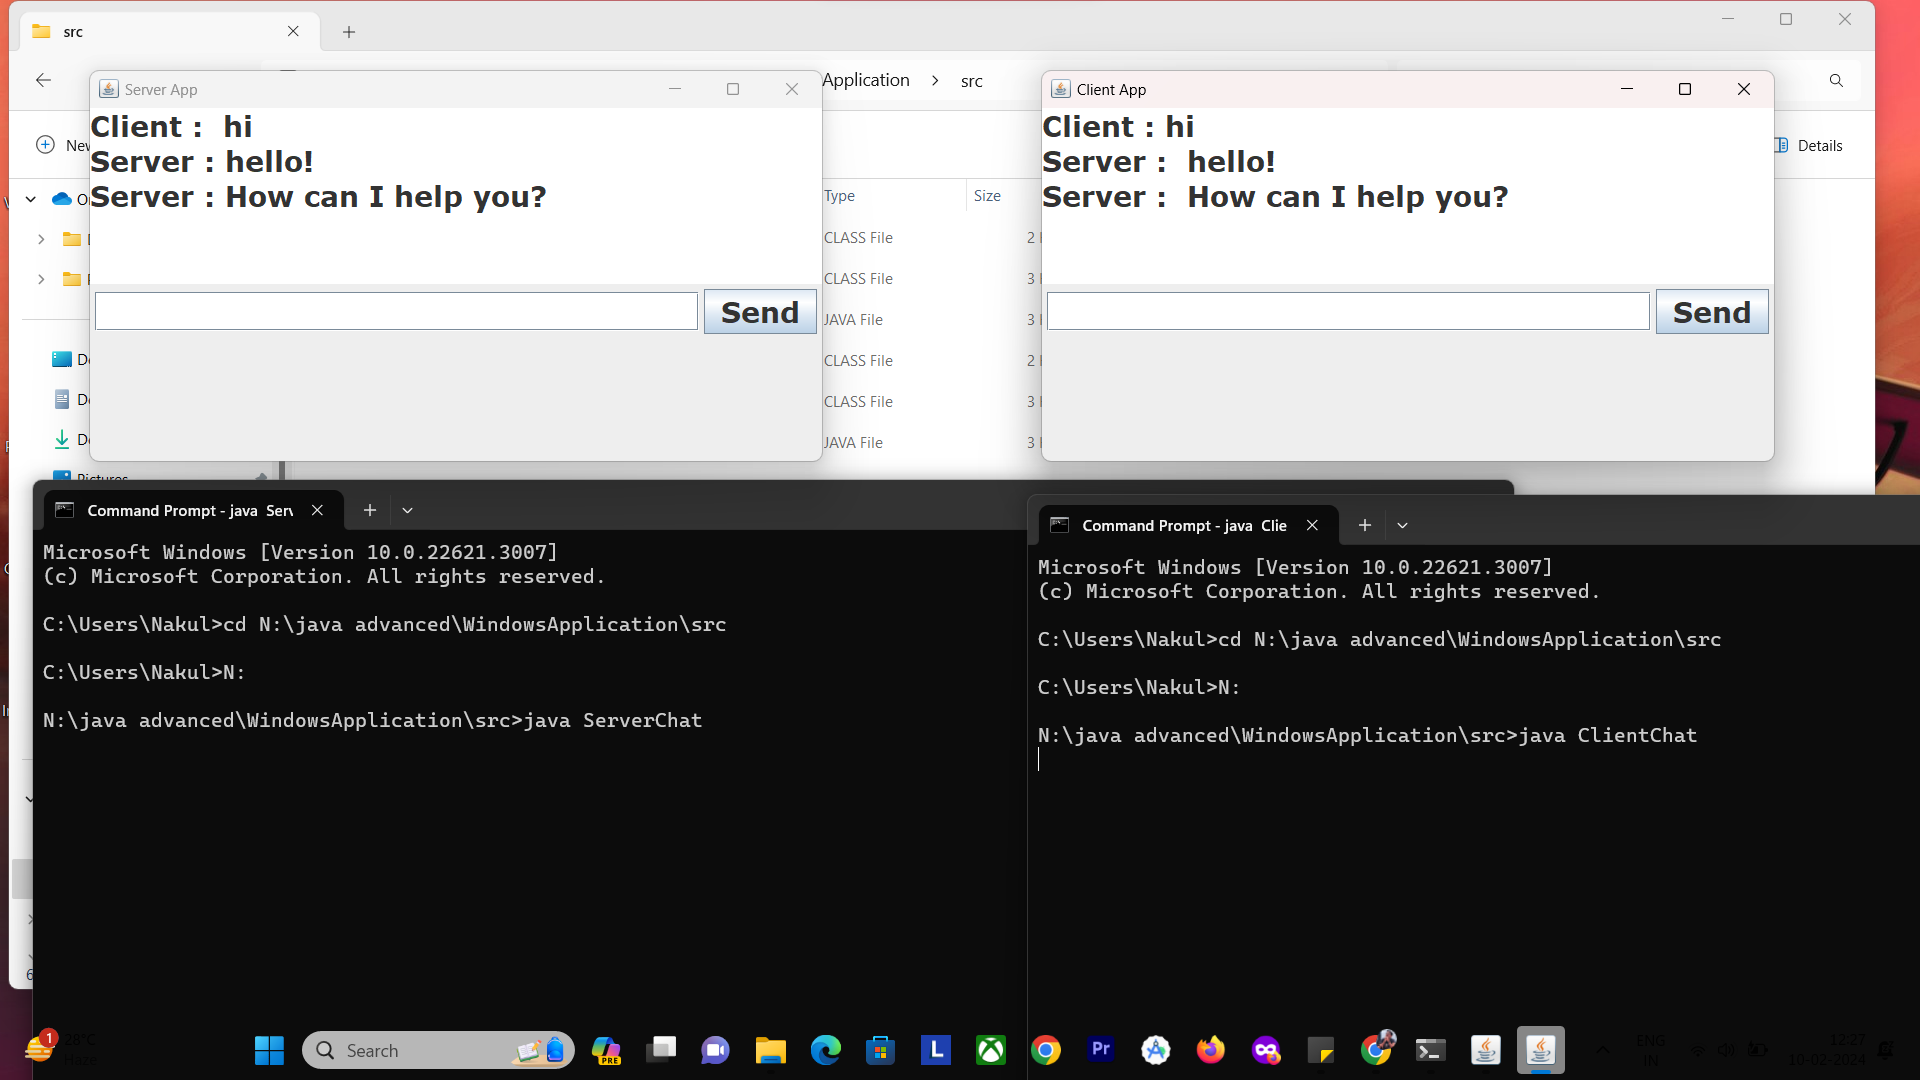 src
Application > src
New
Details
Server App
Client : hi
Server : hello!
Server : How can I help you?
Send
Client App
Client : hi
Server : hello!
Server : How can I help you?
Send
Type
Size
CLASS File
2
CLASS File
3
JAVA File
3
CLASS File
2
CLASS File
3
JAVA File
3
Pictures
Command Prompt - java Serv
Microsoft Windows [Version 10.0.22621.3007]
(c) Microsoft Corporation. All rights reserved.
C:\Users\Nakul>cd N:\java advanced\WindowsApplication\src
C:\Users\Nakul>N:
N:\java advanced\WindowsApplication\src>java ServerChat
Command Prompt - java Clie
Microsoft Windows [Version 10.0.22621.3007]
(c) Microsoft Corporation. All rights reserved.
C:\Users\Nakul>cd N:\java advanced\WindowsApplication\src
C:\Users\Nakul>N:
N:\java advanced\WindowsApplication\src>java ClientChat
1
28°C
Haze
Search
PRE
L
Pr
ENG
IN
12:27
10-02-2024